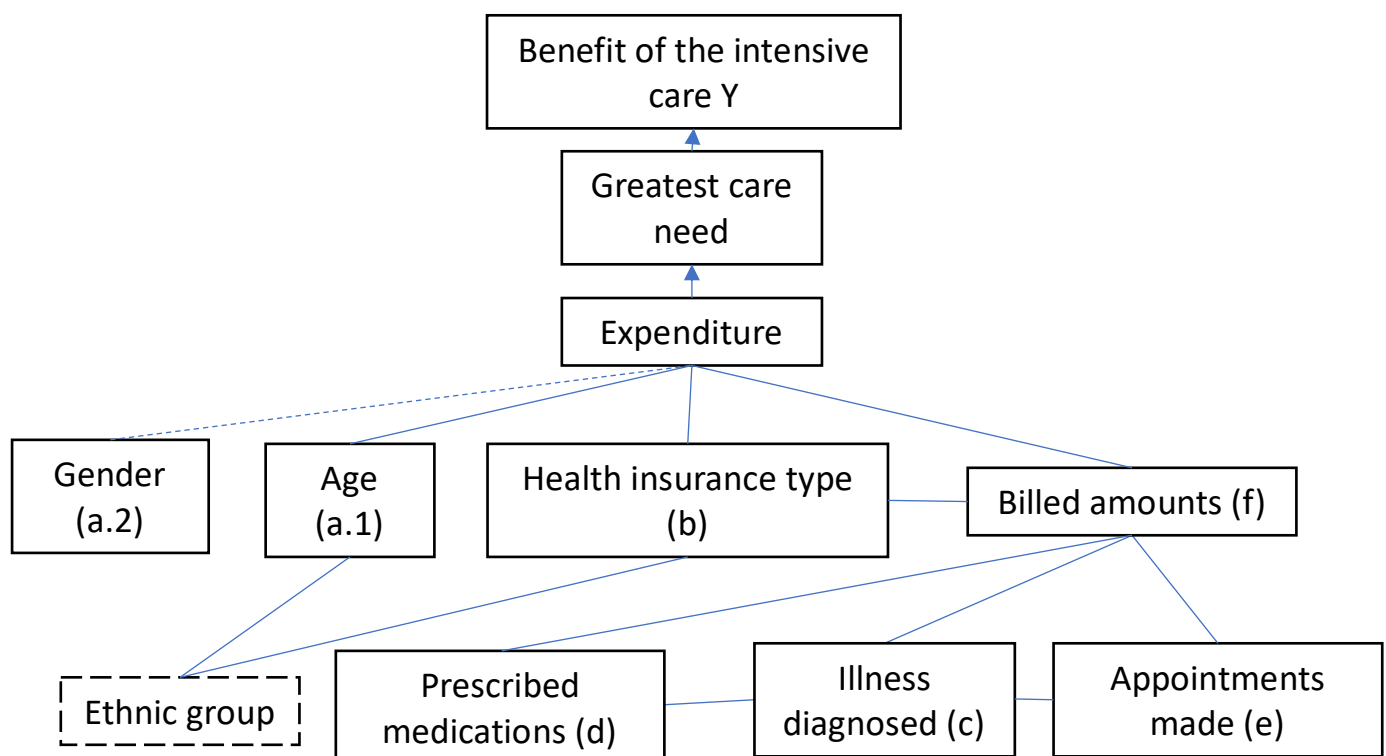 Benefit of the intensive
care Y
Greatest care
need
Expenditure
Gender
(a.2)
Age
(a.1)
Health insurance type
(b)
Billed amounts (f)
Ethnic group
Prescribed
medications (d)
Illness
diagnosed (c)
Appointments
made (e)